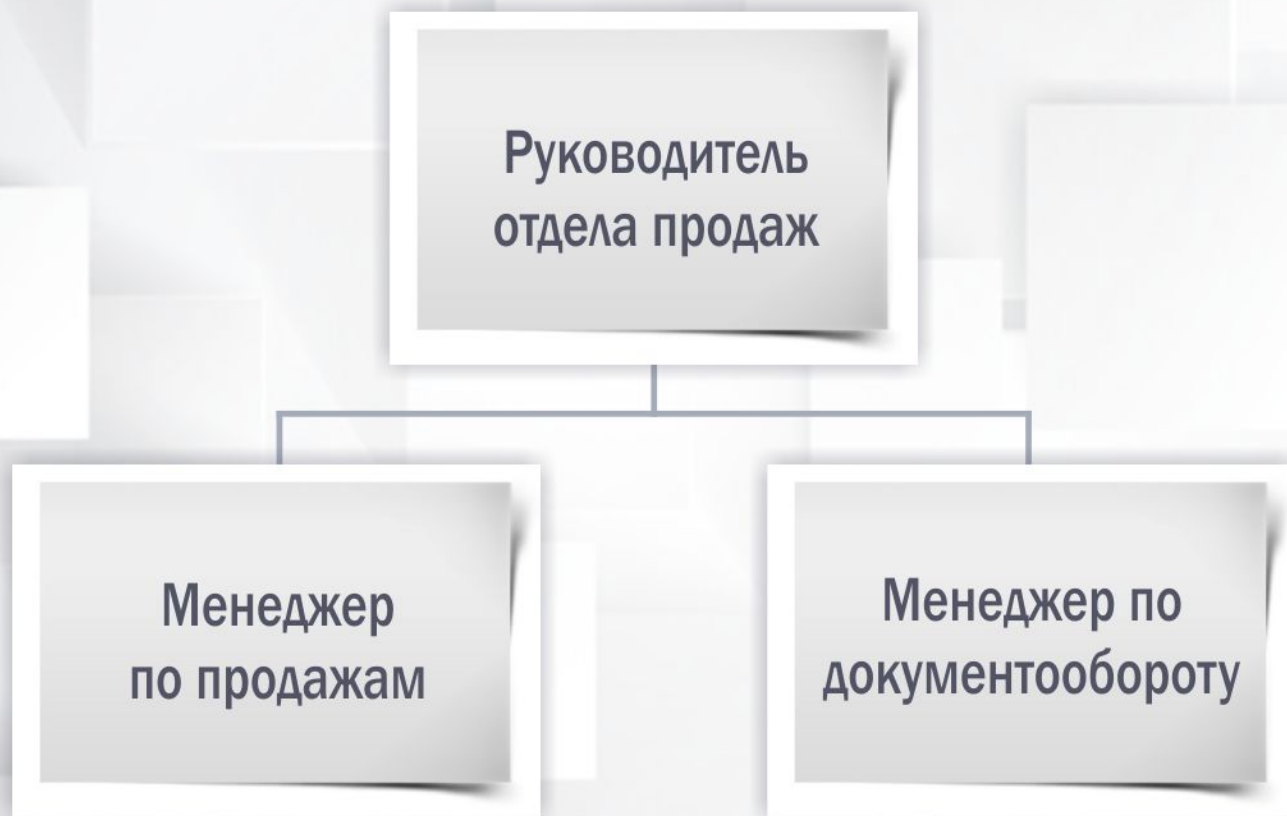 Руководитель
отдела продаж
Менеджер
по продажам
Менеджер по
документообороту